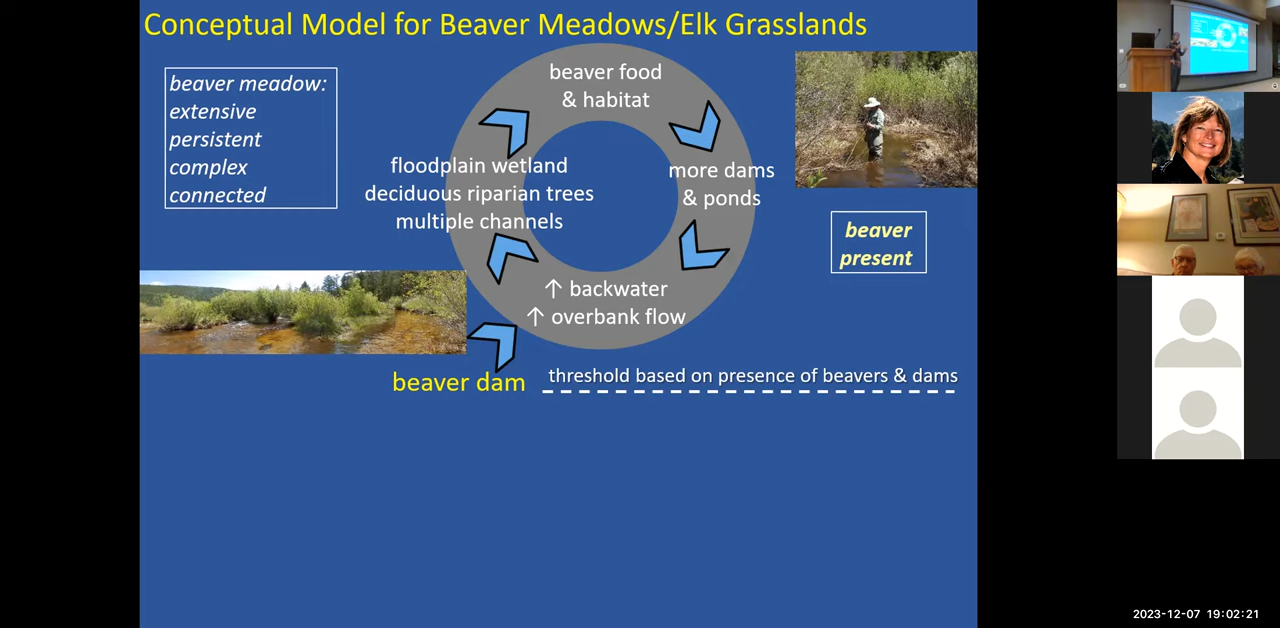 Conceptual Model for Beaver Meadows/Elk Grasslands
beaver meadow:
extensive
persistent
complex
connected
beaver food
& habitat
floodplain wetland
deciduous riparian trees
multiple channels
more dams
& ponds
beaver
present
↑ backwater
↑ overbank flow
beaver dam
threshold based on presence of beavers & dams
2023-12-07 19:02:21